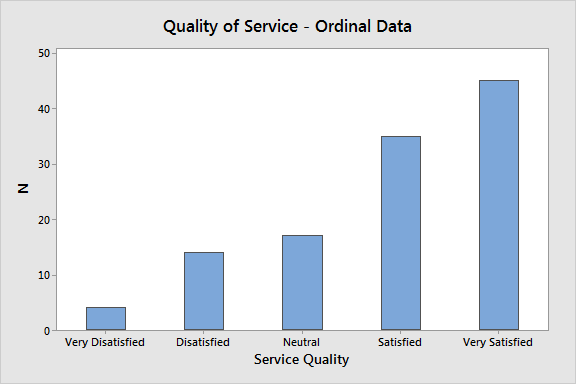 Quality of Service - Ordinal Data
50
40
30
20
10
0
N
Very Disatisfied Disatisfied Neutral Satisfied Very Satisfied
Service Quality